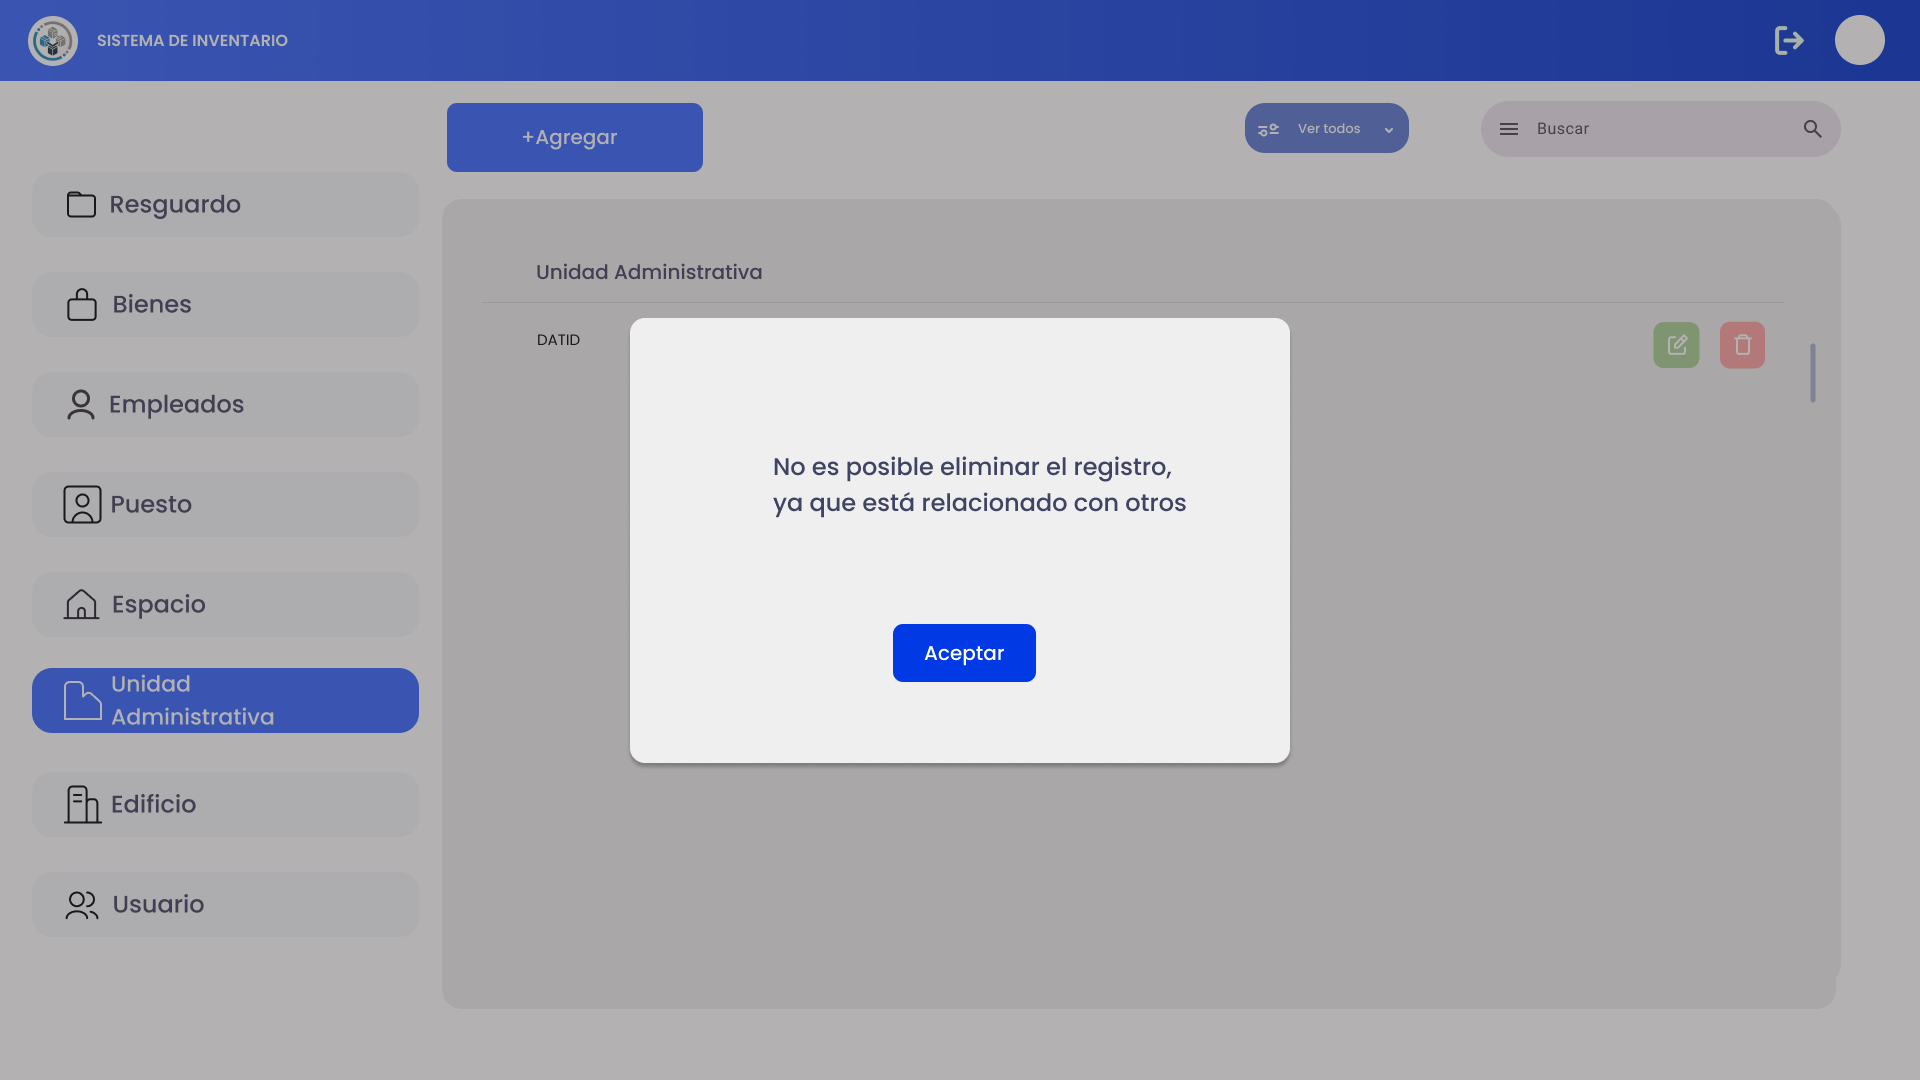 SISTEMA DE INVENTARIO
+Agregar
Ver todos
Buscar
Resguardo
Bienes
Empleados
Puesto
Espacio
Unidad
Administrativa
Edificio
Usuario
Unidad Administrativa
DATID
No es posible eliminar el registro,
ya que está relacionado con otros
Aceptar